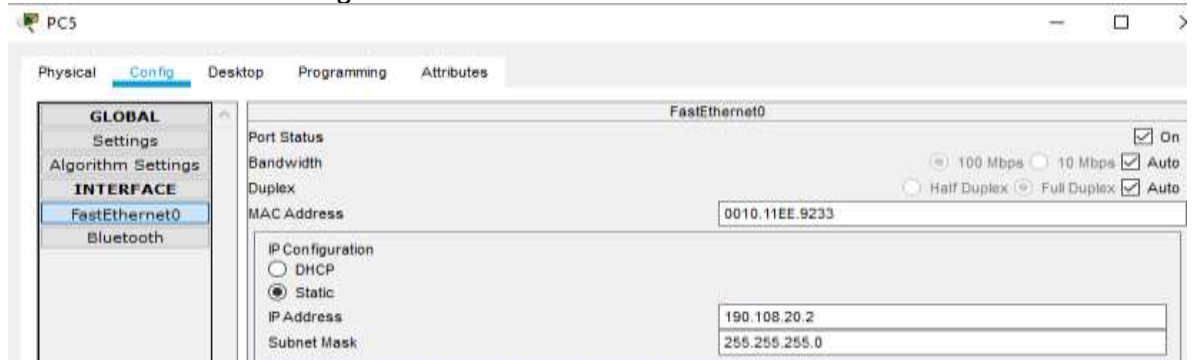 PC5
Physical Config Desktop Programming Attributes
GLOBAL
Settings
Algorithm Settings
INTERFACE
FastEthernet0
Bluetooth
FastEthernet0
Port Status On
Bandwidth 100 Mbps 10 Mbps Auto
Duplex Half Duplex Full Duplex Auto
MAC Address 0010.11EE.9233
IP Configuration
DHCP
Static
IP Address 190.108.20.2
Subnet Mask 255.255.255.0